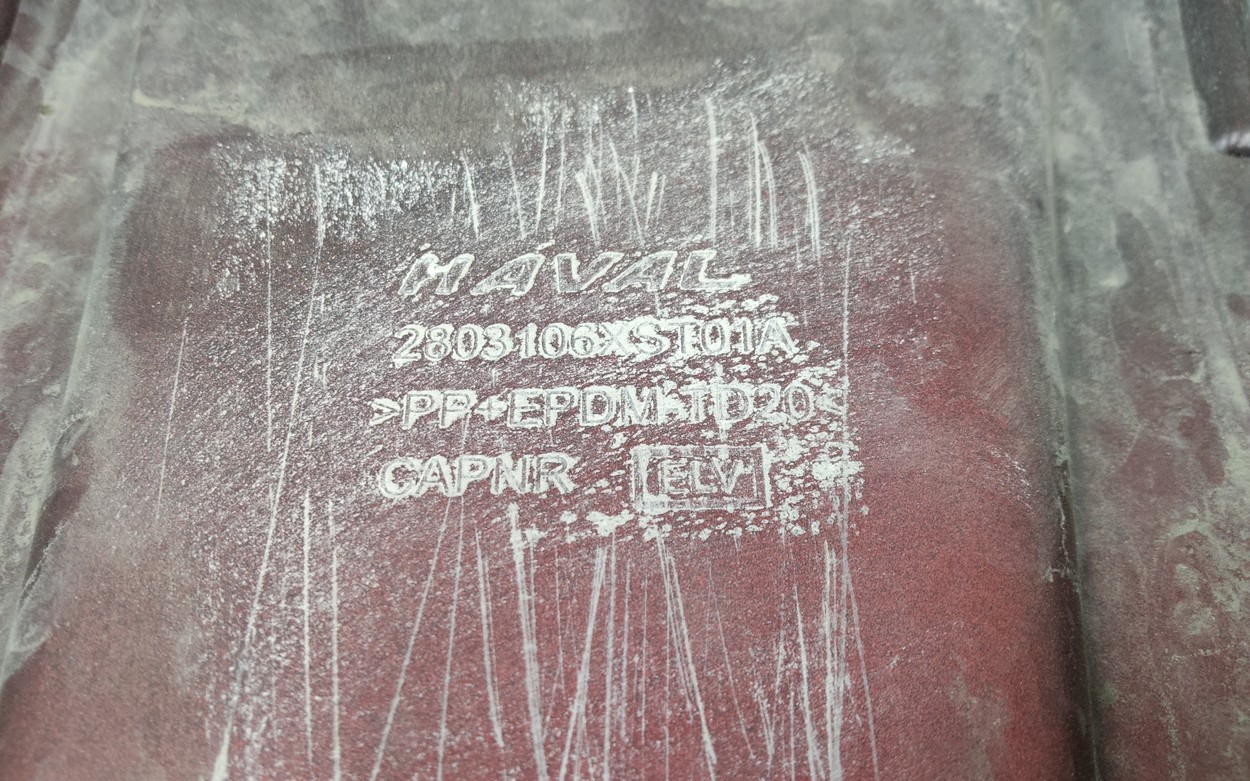 HAVAL
2803106XST01A
>PP+EPDM-TD20<
CAPNR ELV